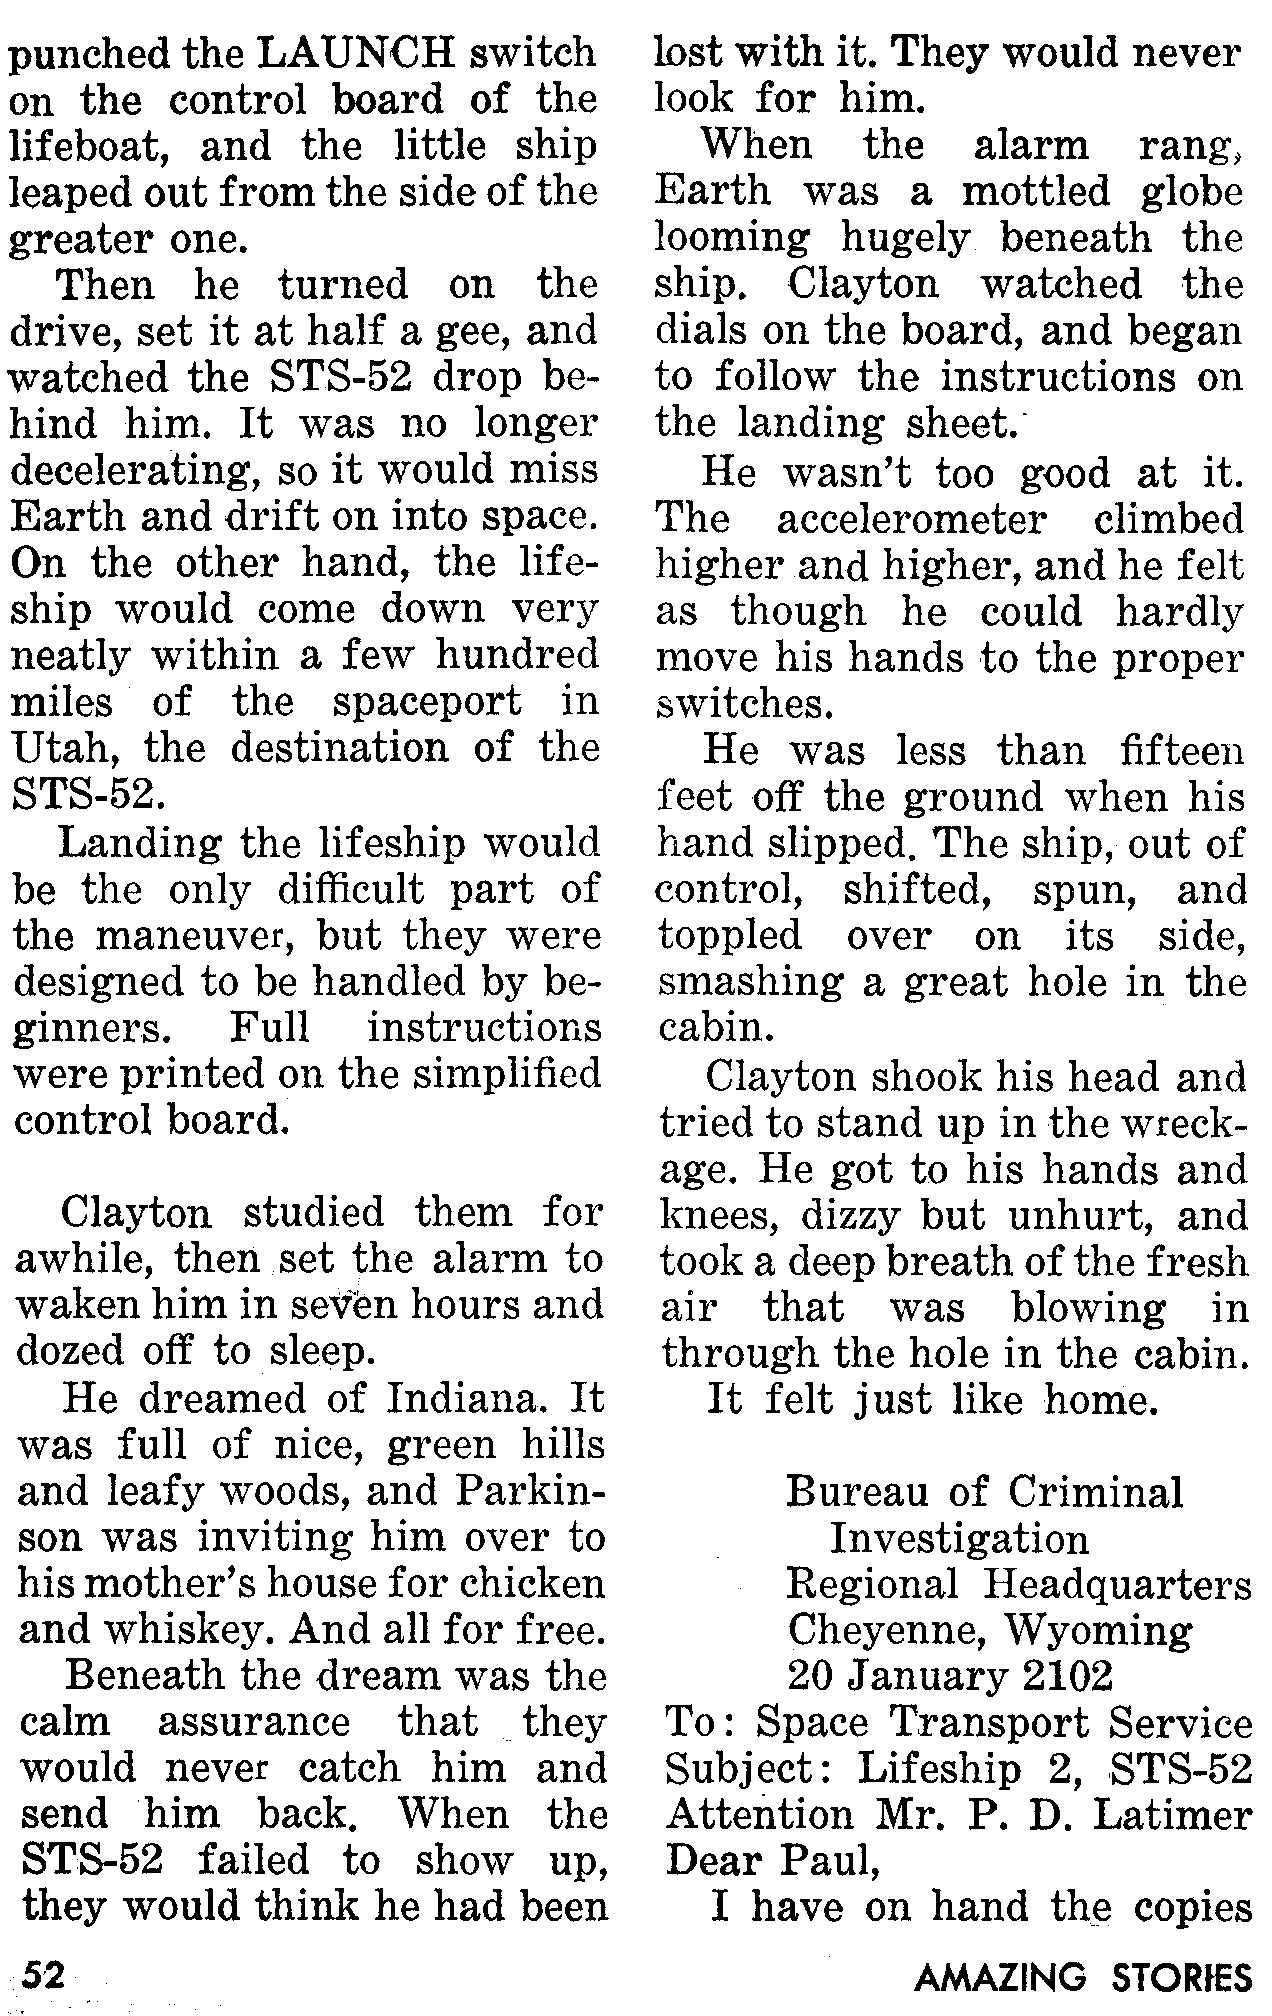 punched the LAUNCH switch
on the control board of the
lifeboat, and the little ship
leaped out from the side of the
greater one.
Then he turned on the
drive, set it at half a gee, and
watched the STS-52 drop be-
hind him. It was no longer
decelerating, so it would miss
Earth and drift on into space.
On the other hand, the life-
ship would come down very
neatly within a few hundred
miles of the spaceport in
Utah, the destination of the
STS-52.
Landing the lifeship would
be the only difficult part of
the maneuver, but they were
designed to be handled by be-
ginners. Full instructions
were printed on the simplified
control board.
Clayton studied them for
awhile, then set the alarm to
waken him in seven hours and
dozed off to sleep.
He dreamed of Indiana. It
was full of nice, green hills
and leafy woods, and Parkin-
son was inviting him over to
his mother's house for chicken
and whiskey. And all for free.
Beneath the dream was the
calm assurance that they
would never catch him and
send him back. When the
STS-52 failed to show up,
they would think he had been
lost with it. They would never
look for him.
When the alarm rang,
Earth was a mottled globe
looming hugely beneath the
ship. Clayton watched the
dials on the board, and began
to follow the instructions on
the landing sheet.
He wasn't too good at it.
The accelerometer climbed
higher and higher, and he felt
as though he could hardly
move his hands to the proper
switches.
He was less than fifteen
feet off the ground when his
hand slipped. The ship, out of
control, shifted, spun, and
toppled over on its side,
smashing a great hole in the
cabin.
Clayton shook his head and
tried to stand up in the wreck-
age. He got to his hands and
knees, dizzy but unhurt, and
took a deep breath of the fresh
air that was blowing in
through the hole in the cabin.
It felt just like home.
Bureau of Criminal
Investigation
Regional Headquarters
Cheyenne, Wyoming
20 January 2102
To: Space Transport Service
Subject: Lifeship 2, STS-52
Attention Mr. P. D. Latimer
Dear Paul,
I have on hand the copies
52
AMAZING STORIES